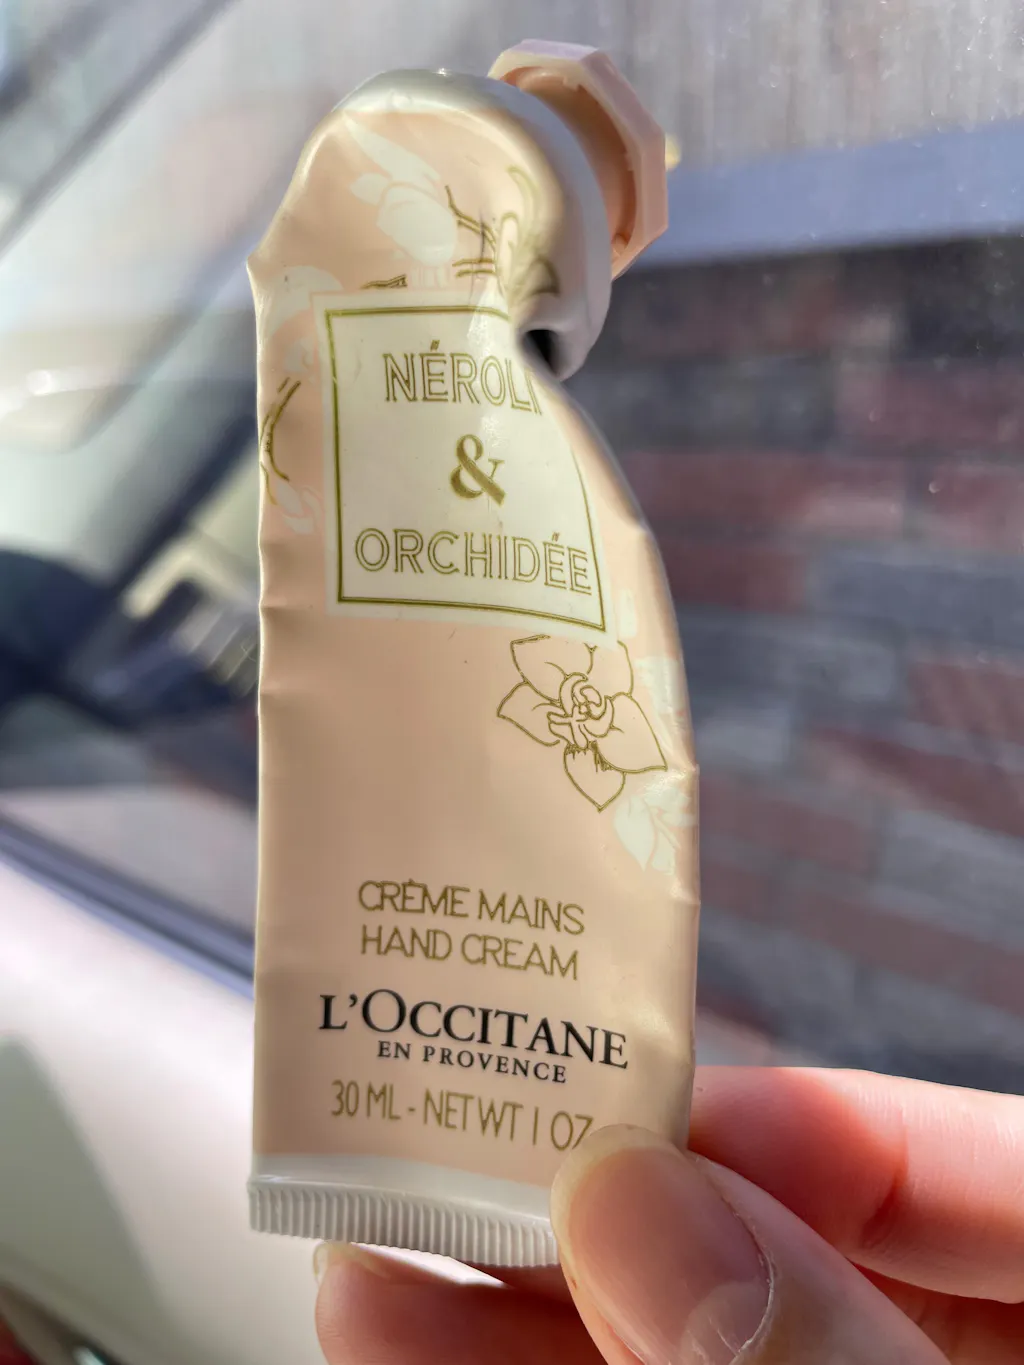 NÉROLI
&
ORCHIDÉE
CRÈME MAINS
HAND CREAM
L'OCCITANE
EN PROVENCE
30 ML - NET WT 1 OZ